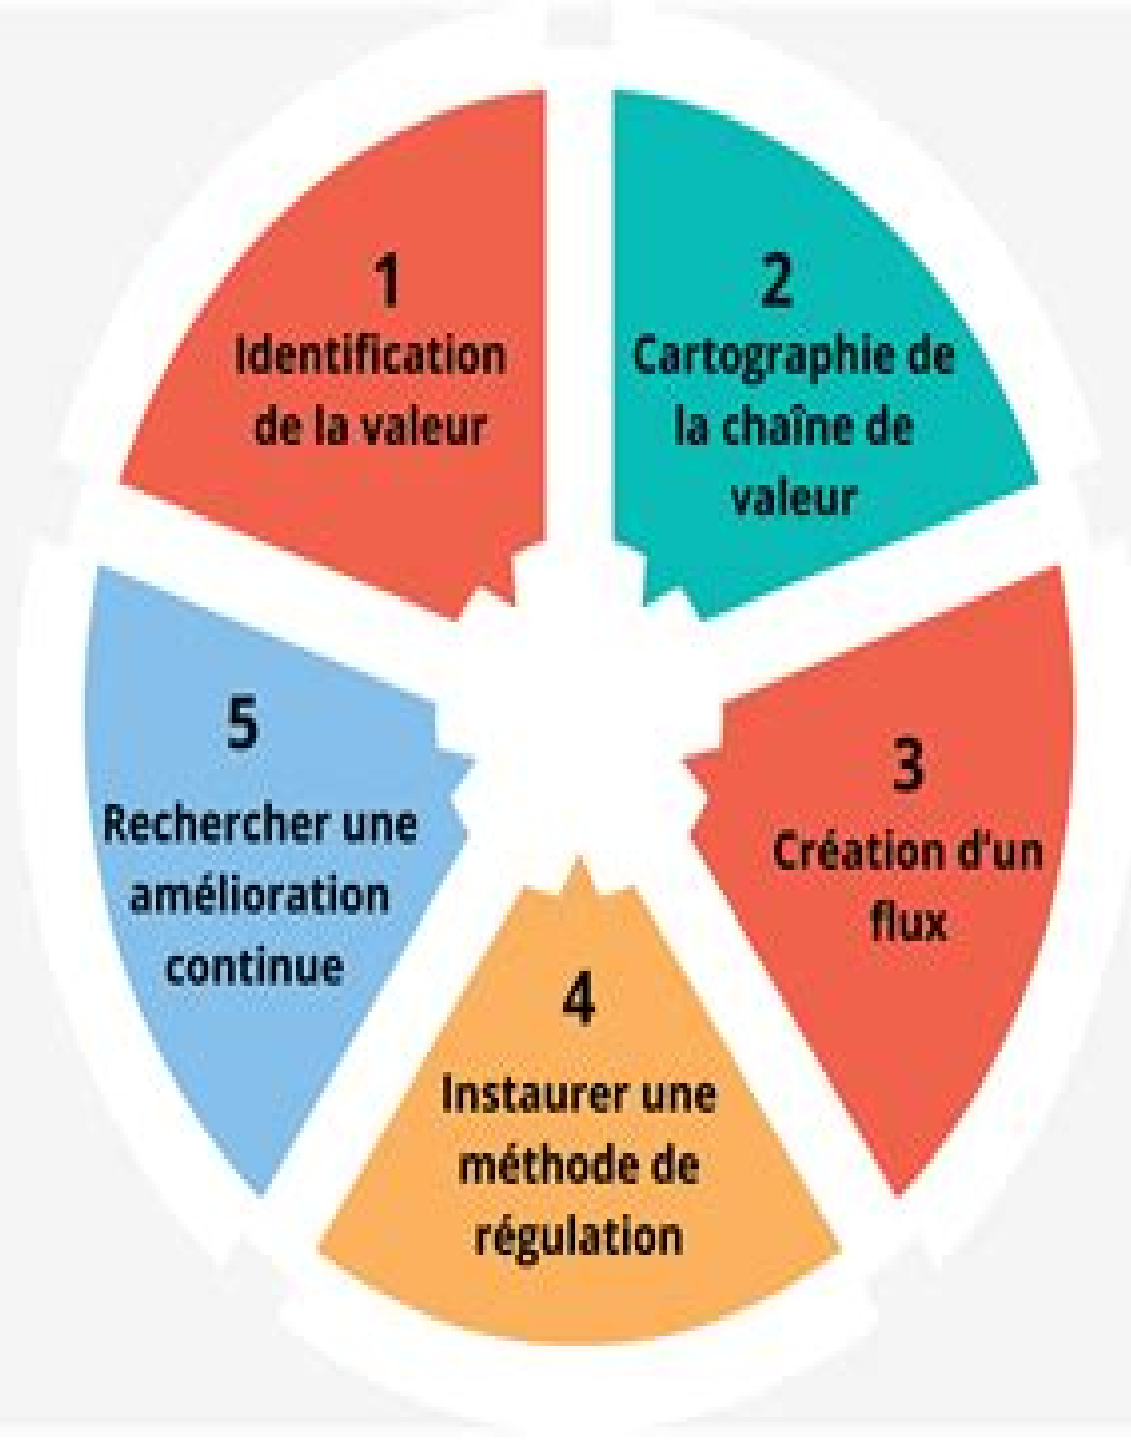 1
Identification
de la valeur
2
Cartographie de
la chaîne de
valeur
3
Création d'un
flux
4
Instaurer une
méthode de
régulation
5
Rechercher une
amélioration
continue